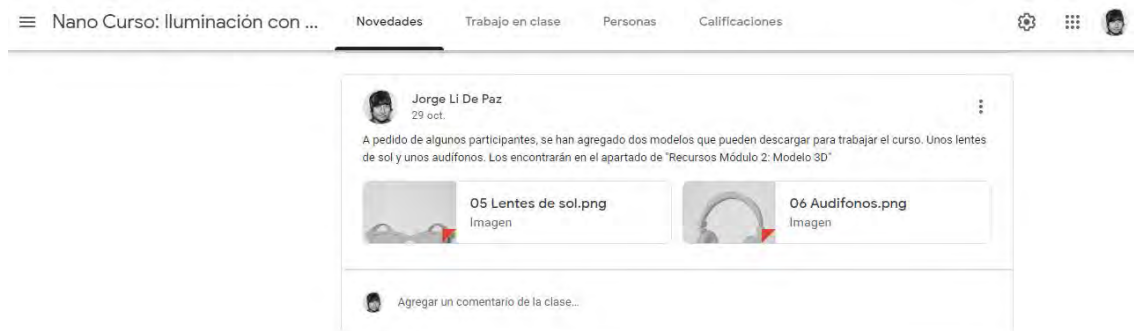 Nano Curso: Iluminación con ...
Novedades
Trabajo en clase
Personas
Calificaciones
Jorge Li De Paz
29 oct.
A pedido de algunos participantes, se han agregado dos modelos que pueden descargar para trabajar el curso. Unos lentes
de sol y unos audífonos. Los encontrarán en el apartado de "Recursos Módulo 2: Modelo 3D"
05 Lentes de sol.png
Imagen
06 Audifonos.png
Imagen
Agregar un comentario de la clase...